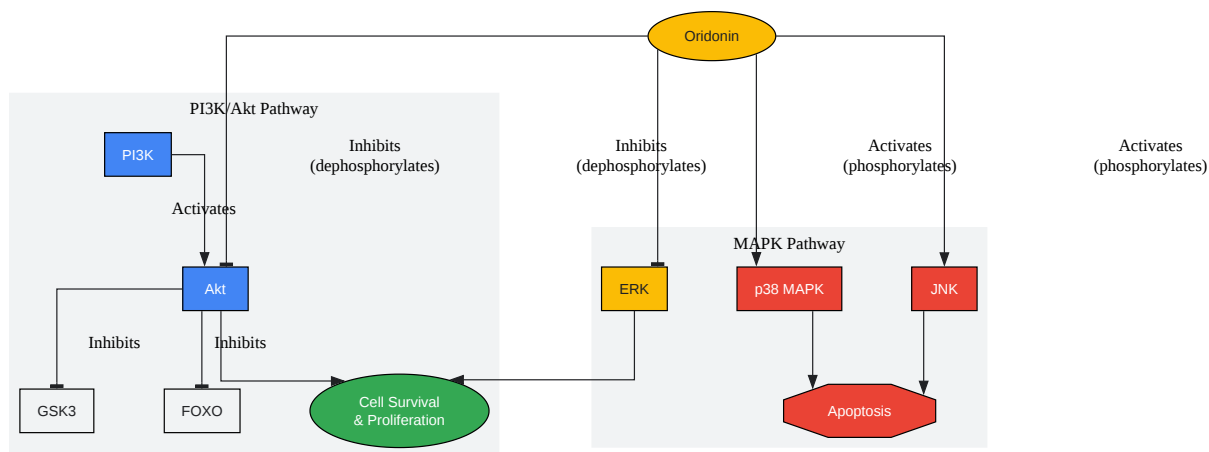 Oridonin
PI3K/Akt Pathway
PI3K
Inhibits
(dephosphorylates)
Inhibits
(dephosphorylates)
Activates
(phosphorylates)
Activates
(phosphorylates)
Activates
MAPK Pathway
Akt
ERK
p38 MAPK
JNK
Inhibits
Inhibits
GSK3
FOXO
Cell Survival
& Proliferation
Apoptosis